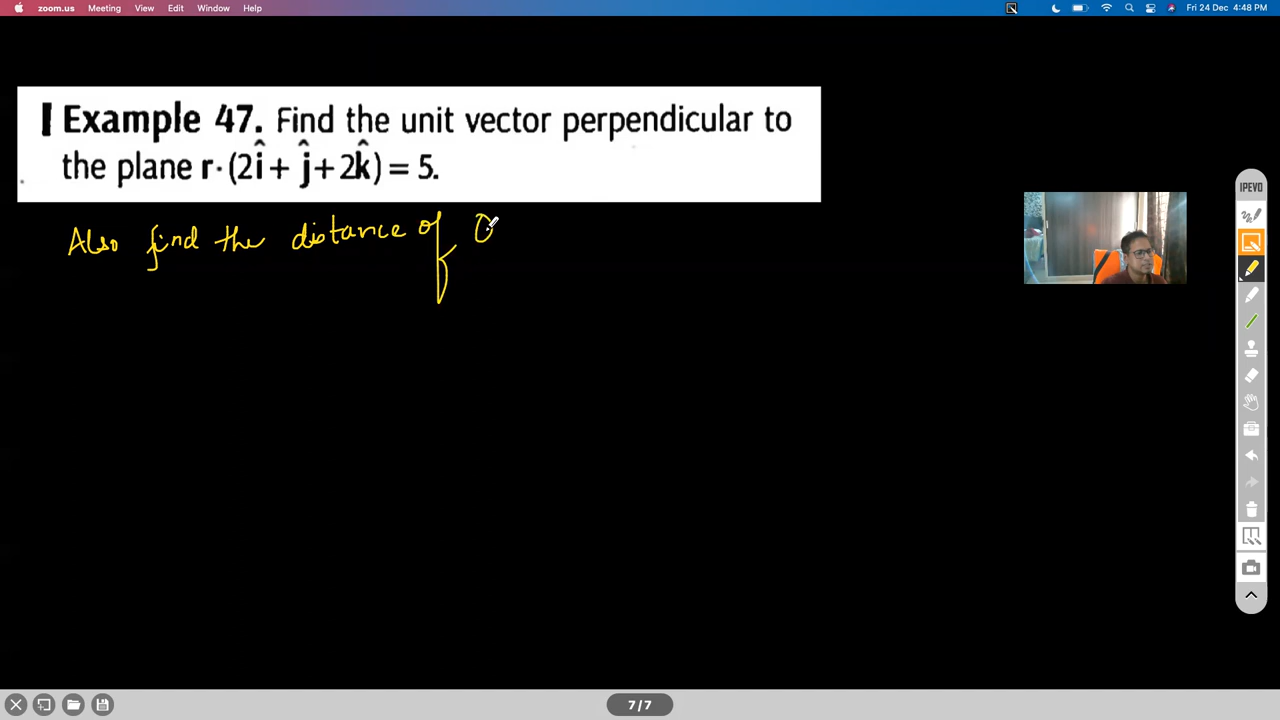 zoom.us Meeting View Edit Window Help Fri 24 Dec 4:48 PM
Example 47. Find the unit vector perpendicular to
the plane r·(2î + ĵ + 2k̂) = 5.
IPEVO
Also find the distance of O
7/7